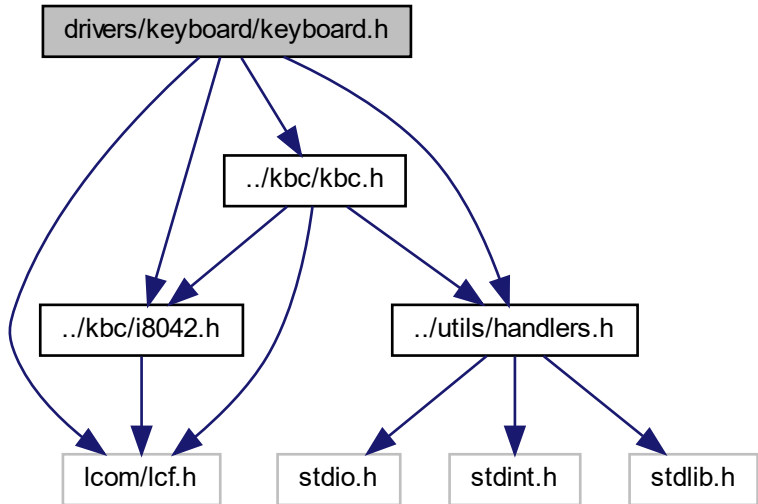 drivers/keyboard/keyboard.h
../kbc/kbc.h
../kbc/i8042.h
../utils/handlers.h
lcom/lcf.h
stdio.h
stdint.h
stdlib.h